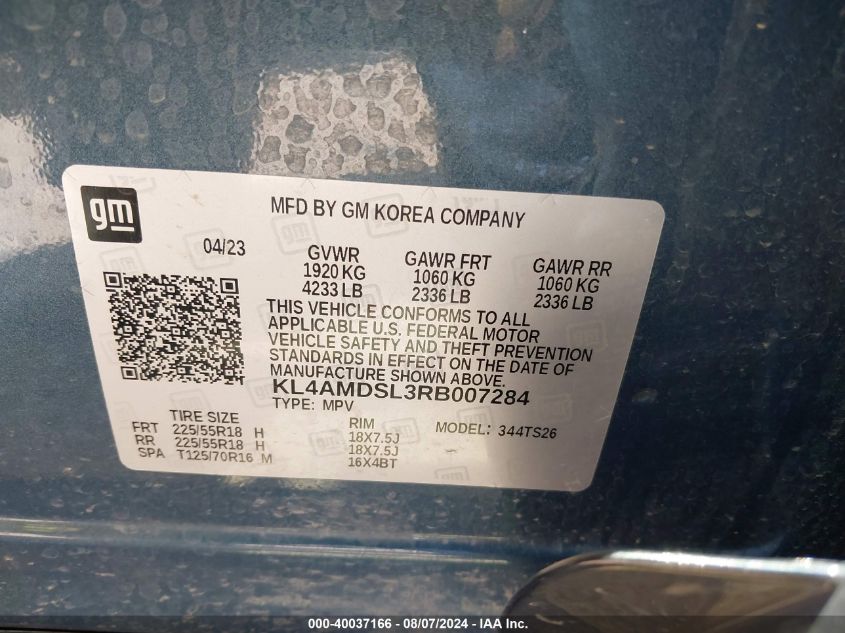 gm
MFD BY GM KOREA COMPANY
04/23
GVWR
1920 KG
4233 LB
GAWR FRT
1060 KG
2336 LB
GAWR RR
1060 KG
2336 LB
THIS VEHICLE CONFORMS TO ALL
APPLICABLE U.S. FEDERAL MOTOR
VEHICLE SAFETY AND THEFT PREVENTION
STANDARDS IN EFFECT ON THE DATE OF
MANUFACTURE SHOWN ABOVE.
KL4AMDSL3RB007284
TYPE: MPV
TIRE SIZE RIM MODEL: 344TS26
FRT 225/55R18 H 18X7.5J
RR 225/55R18 H 18X7.5J
SPA T125/70R16 M 16X4BT
000-40037166 - 08/07/2024 - IAA Inc.